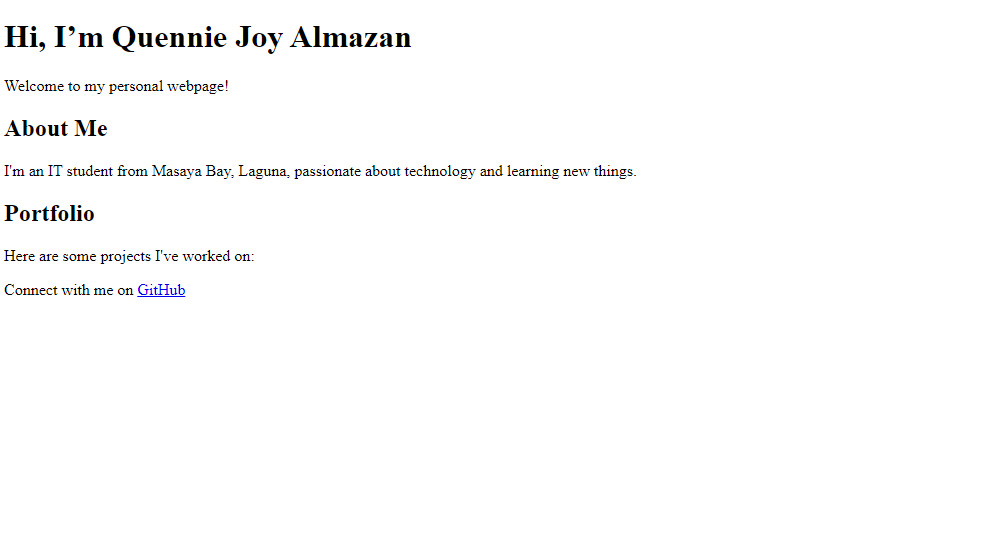 Hi, I’m Quennie Joy Almazan
Welcome to my personal webpage!
About Me
I'm an IT student from Masaya Bay, Laguna, passionate about technology and learning new things.
Portfolio
Here are some projects I've worked on:
Connect with me on GitHub